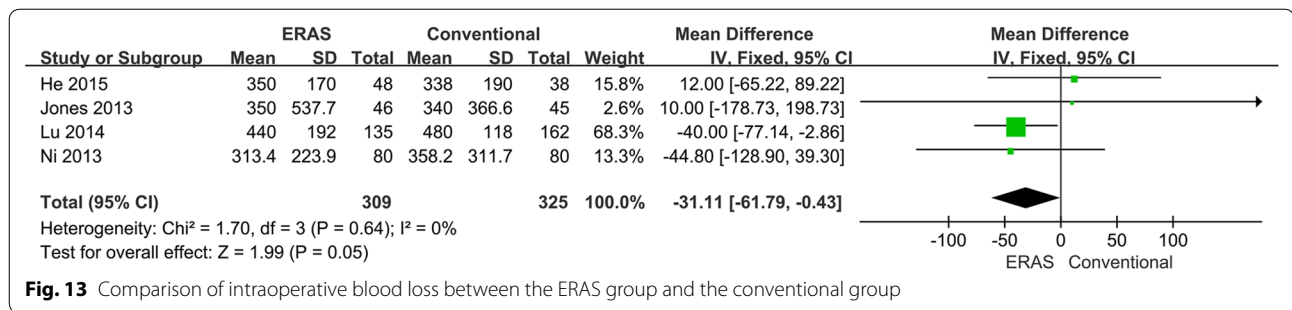 ERAS Conventional Mean Difference Mean Difference
Study or Subgroup Mean SD Total Mean SD Total Weight IV, Fixed, 95% CI IV, Fixed, 95% CI
He 2015 350 170 48 338 190 38 15.8% 12.00 [-65.22, 89.22]
Jones 2013 350 537.7 46 340 366.6 45 2.6% 10.00 [-178.73, 198.73]
Lu 2014 440 192 135 480 118 162 68.3% -40.00 [-77.14, -2.86]
Ni 2013 313.4 223.9 80 358.2 311.7 80 13.3% -44.80 [-128.90, 39.30]
Total (95% CI) 309 325 100.0% -31.11 [-61.79, -0.43]
Heterogeneity: Chi² = 1.70, df = 3 (P = 0.64); I² = 0%
Test for overall effect: Z = 1.99 (P = 0.05)
-100 -50 0 50 100
ERAS Conventional
Fig. 13 Comparison of intraoperative blood loss between the ERAS group and the conventional group